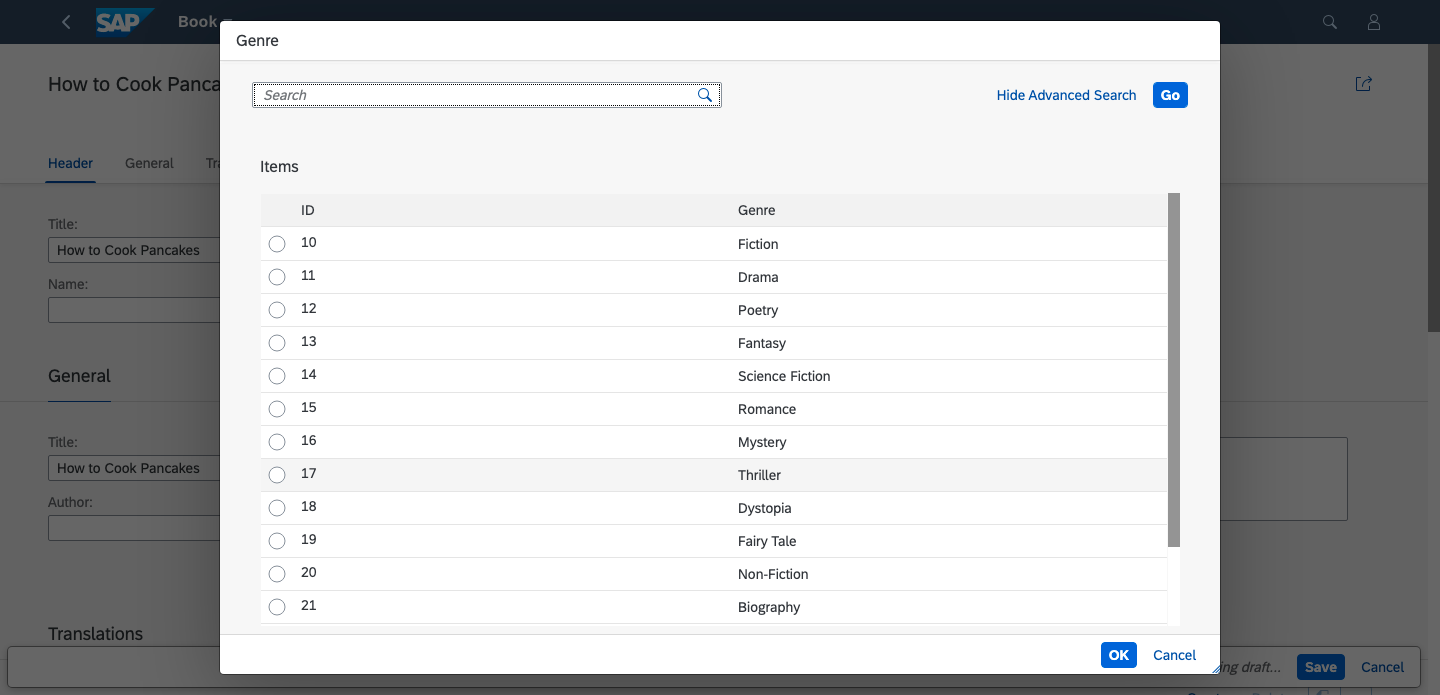 SAP Book
Genre
How to Cook
Search
Hide Advanced Search Go
Header General
Items
ID Genre
10 Fiction
11 Drama
12 Poetry
13 Fantasy
14 Science Fiction
15 Romance
16 Mystery
17 Thriller
18 Dystopia
19 Fairy Tale
20 Non-Fiction
21 Biography
Title:
How to Cook Pancakes
Name:
General
Title:
How to Cook Pancakes
Author:
Translations
OK Cancel
draft... Save Cancel